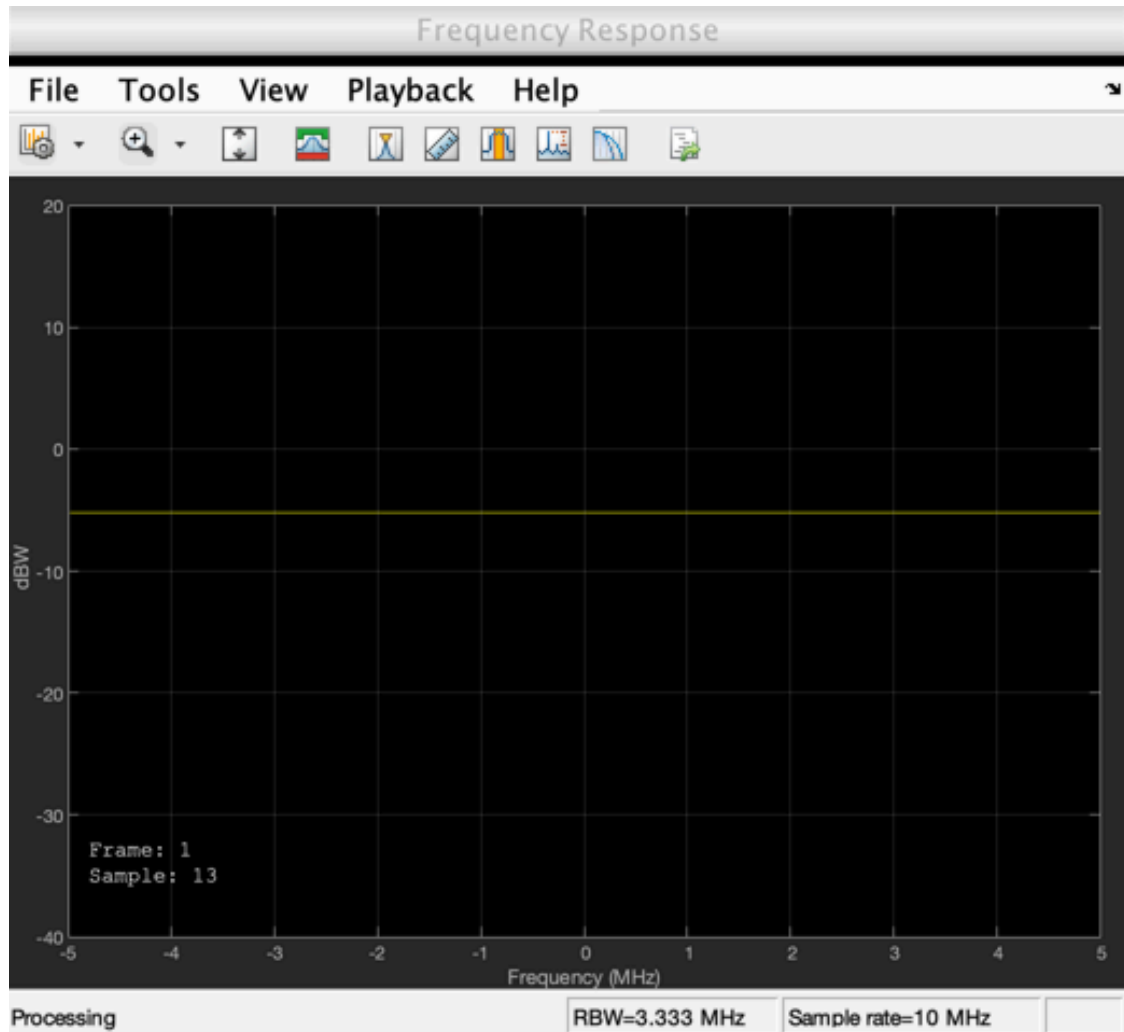 Frequency Response
File Tools View Playback Help
20
10
0
-10
-20
-30
-40
dBW
Frame: 1
Sample: 13
-5 -4 -3 -2 -1 0 1 2 3 4 5
Frequency (MHz)
Processing RBW=3.333 MHz Sample rate=10 MHz